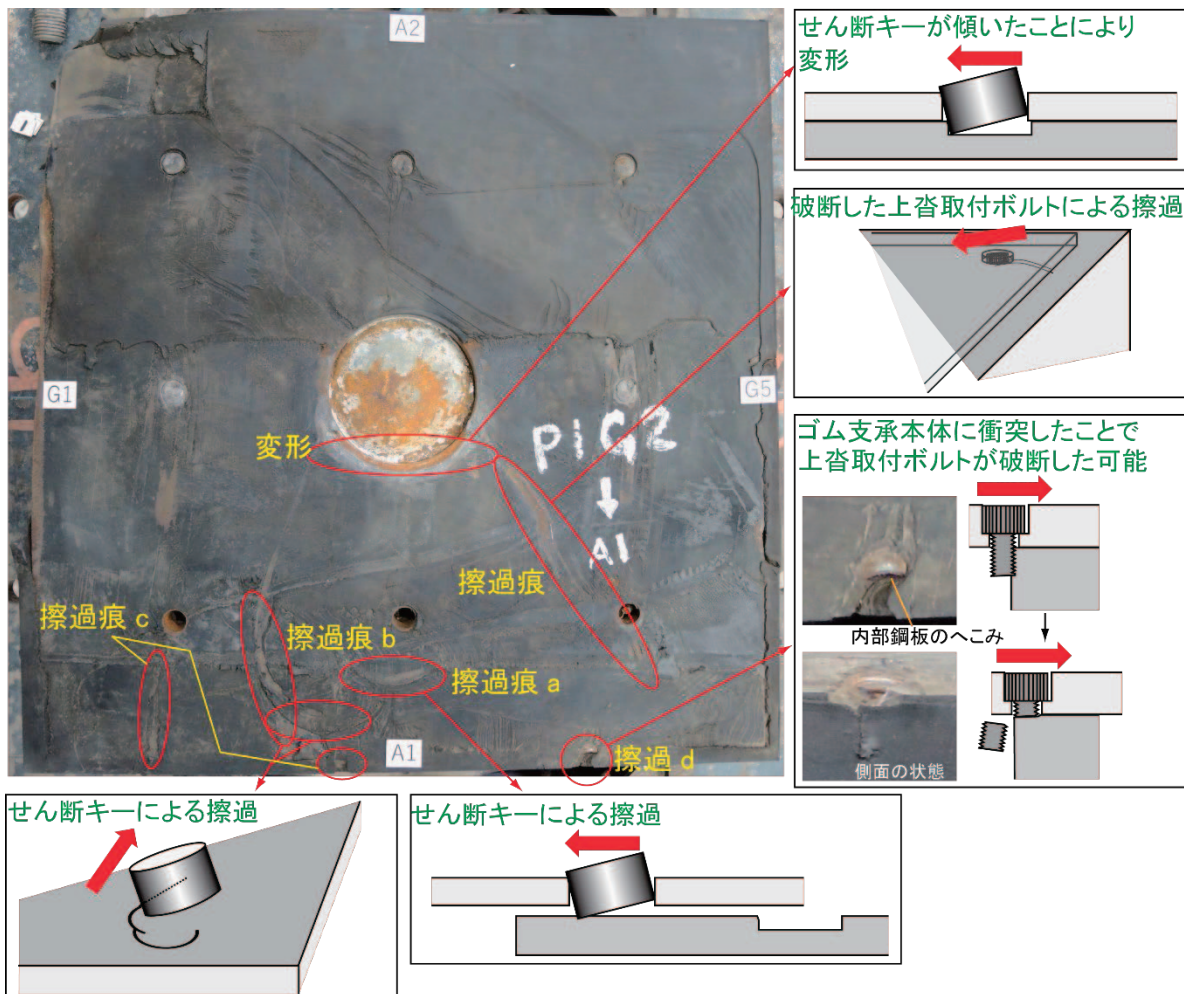 A2
せん断キーが傾いたことにより
変形
破断した上沓取付ボルトによる擦過
G1
G5
変形
P1G2
↓
A1
ゴム支承本体に衝突したことで
上沓取付ボルトが破断した可能
擦過痕
擦過痕 c
擦過痕 b
擦過痕 a
内部鋼板のへこみ
A1
擦過 d
側面の状態
せん断キーによる擦過
せん断キーによる擦過